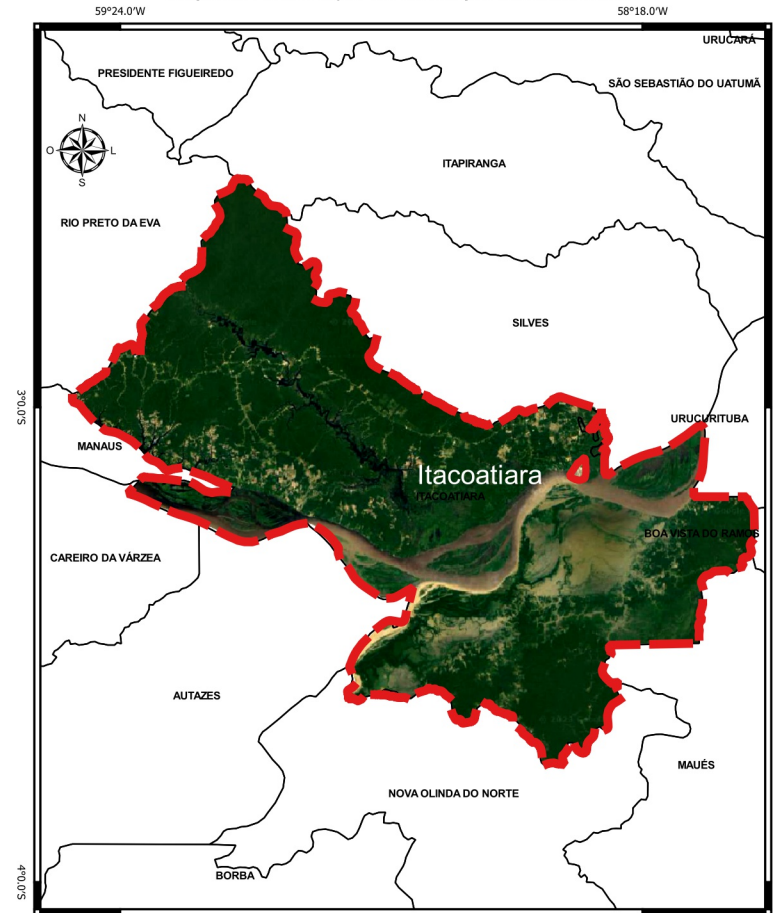 59°24.0'W
58°18.0'W
URUCARÁ
PRESIDENTE FIGUEIREDO
SÃO SEBASTIÃO DO UATUMÃ
N
O
L
S
ITAPIRANGA
RIO PRETO DA EVA
SILVES
3°0.0'S
URUCURITUBA
MANAUS
Itacoatiara
ITACOATIARA
BOA VISTA DO RAMOS
CAREIRO DA VÁRZEA
AUTAZES
MAUÉS
NOVA OLINDA DO NORTE
4°0.0'S
BORBA